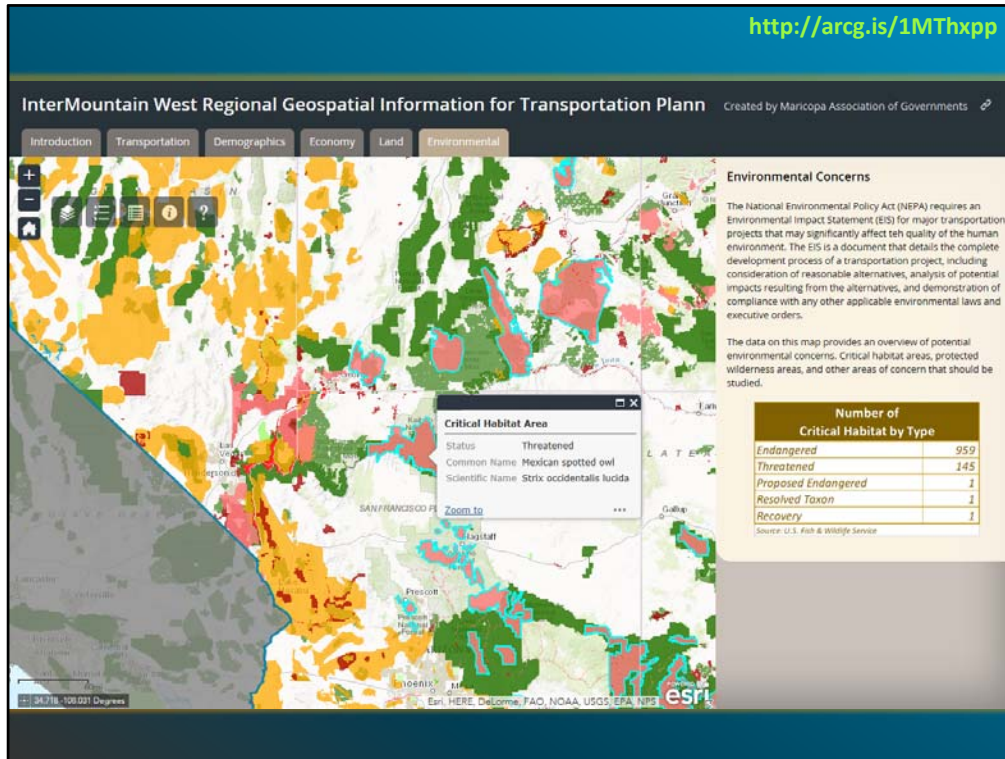 http://arcg.is/1MThxpp
InterMountain West Regional Geospatial Information for Transportation Plann
Created by Maricopa Association of Governments
Introduction
Transportation
Demographics
Economy
Land
Environmental
+
−
?
Environmental Concerns
The National Environmental Policy Act (NEPA) requires an
Environmental Impact Statement (EIS) for major transportation
projects that may significantly affect teh quality of the human
environment. The EIS is a document that details the complete
development process of a transportation project, including
consideration of reasonable alternatives, analysis of potential
impacts resulting from the alternatives, and demonstration of
compliance with any other applicable environmental laws and
executive orders.
The data on this map provides an overview of potential
environmental concerns. Critical habitat areas, protected
wilderness areas, and other areas of concern that should be
studied.
Number of
Critical Habitat by Type
Endangered 959
Threatened 145
Proposed Endangered 1
Resolved Taxon 1
Recovery 1
Source: U.S. Fish & Wildlife Service
Critical Habitat Area
Status Threatened
Common Name Mexican spotted owl
Scientific Name Strix occidentalis lucida
Zoom to
...
SAN FRANCISCO
Gallup
Flagstaff
Prescott
Prescott
National
Phoenix
34.718 -108.031 Degrees
Esri, HERE, DeLorme, FAO, NOAA, USGS, EPA, NPS
esri